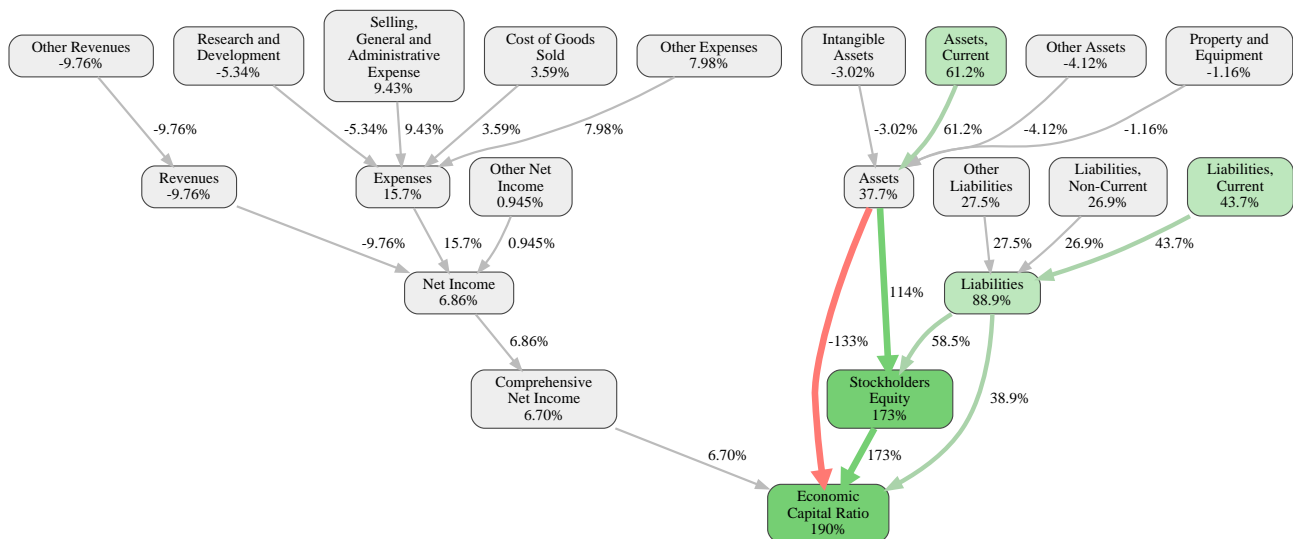 Other Revenues
-9.76%
Research and
Development
-5.34%
Selling,
General and
Administrative
Expense
9.43%
Cost of Goods
Sold
3.59%
Other Expenses
7.98%
Intangible
Assets
-3.02%
Assets,
Current
61.2%
Other Assets
-4.12%
Property and
Equipment
-1.16%
-9.76%
-5.34%
9.43%
3.59%
7.98%
-3.02%
61.2%
-4.12%
-1.16%
Revenues
-9.76%
Expenses
15.7%
Other Net
Income
0.945%
Assets
37.7%
Other
Liabilities
27.5%
Liabilities,
Non-Current
26.9%
Liabilities,
Current
43.7%
-9.76%
15.7%
0.945%
27.5%
26.9%
43.7%
Net Income
6.86%
114%
Liabilities
88.9%
6.86%
-133%
58.5%
Comprehensive
Net Income
6.70%
Stockholders
Equity
173%
38.9%
6.70%
173%
Economic
Capital Ratio
190%